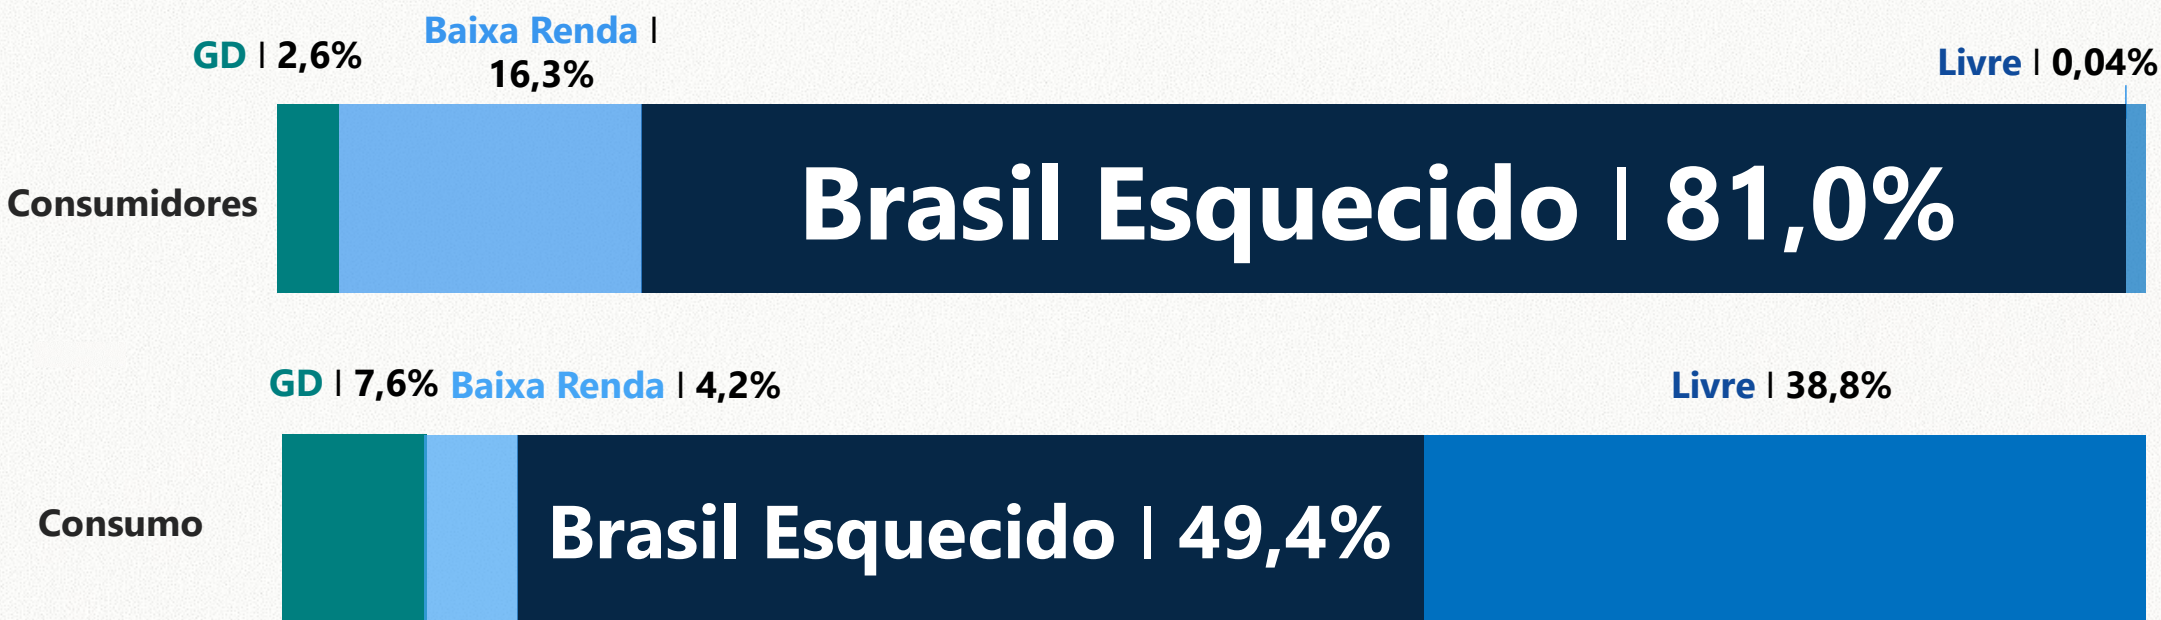 Baixa Renda |
GD | 2,6%
16,3%
Livre | 0,04%
Consumidores
Brasil Esquecido | 81,0%
GD | 7,6% Baixa Renda | 4,2%
Livre | 38,8%
Consumo
Brasil Esquecido | 49,4%